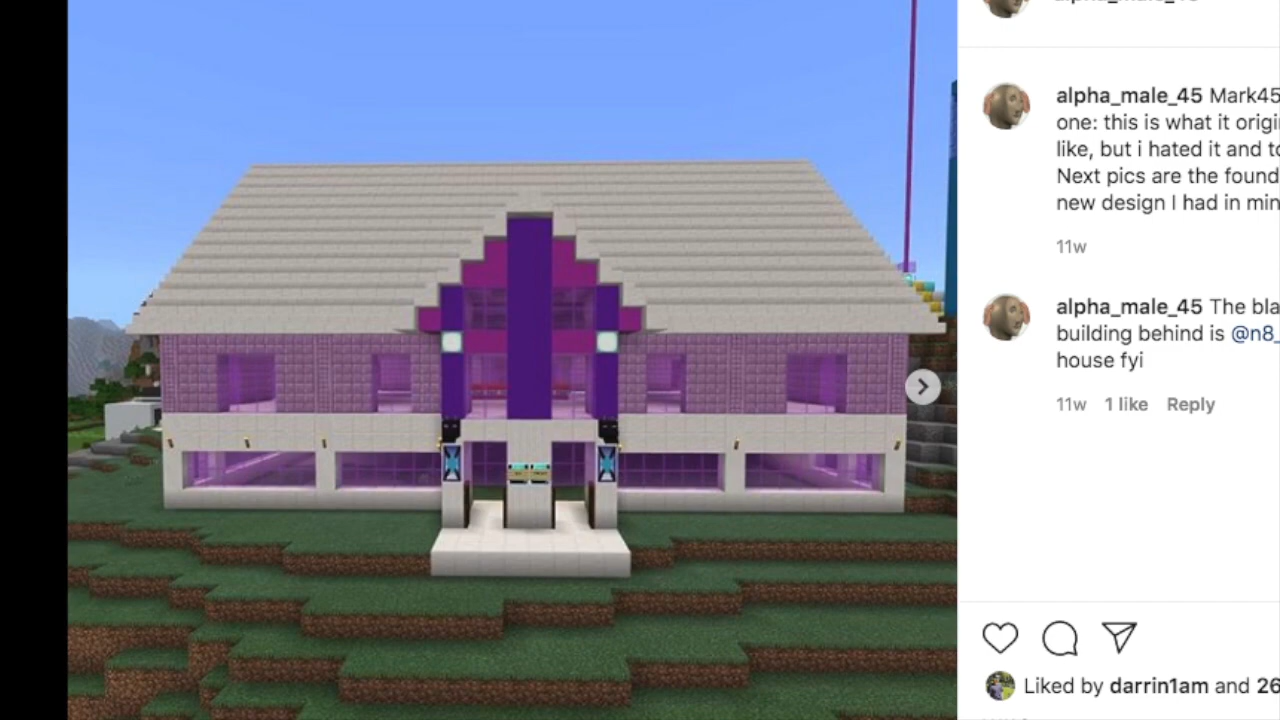 alpha_male_45
alpha_male_45 Mark45
one: this is what it origi
like, but i hated it and to
Next pics are the found
new design I had in min
11w
alpha_male_45 The bla
building behind is @n8_
house fyi
11w 1 like Reply
Liked by darrin1am and 26